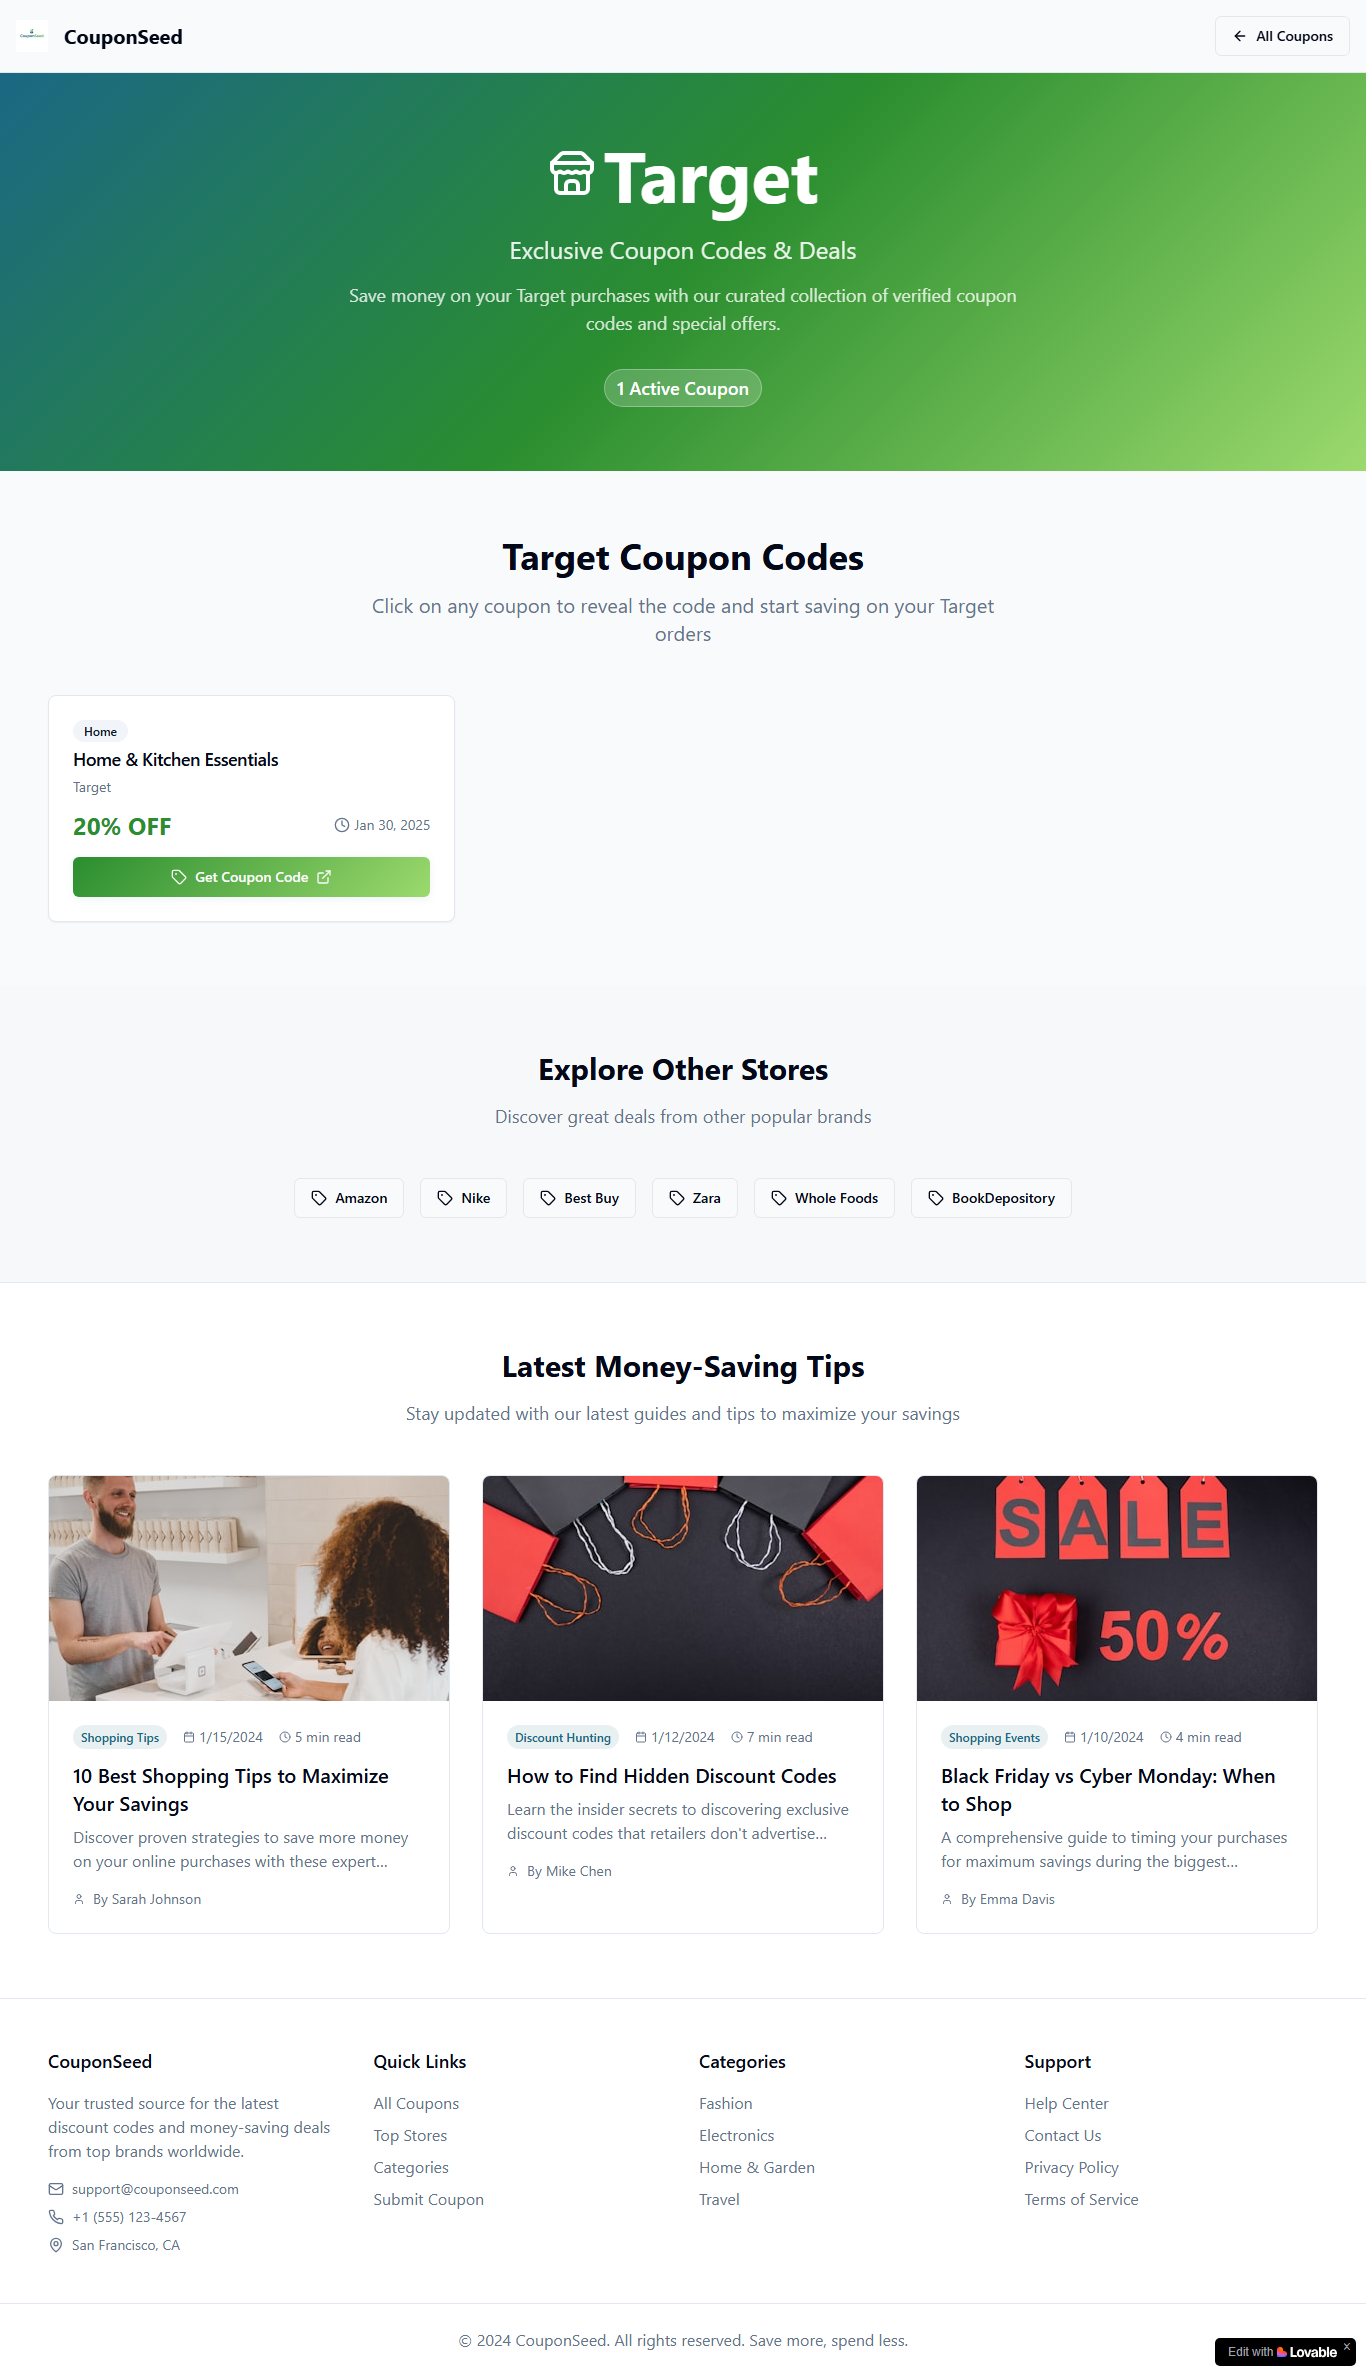 CouponSeed
CouponSeed
All Coupons
Target
Exclusive Coupon Codes & Deals
Save money on your Target purchases with our curated collection of verified coupon
codes and special offers.
1 Active Coupon
Target Coupon Codes
Click on any coupon to reveal the code and start saving on your Target
orders
Home
Home & Kitchen Essentials
Target
20% OFF
Jan 30, 2025
Get Coupon Code
Explore Other Stores
Discover great deals from other popular brands
Amazon
Nike
Best Buy
Zara
Whole Foods
BookDepository
Latest Money-Saving Tips
Stay updated with our latest guides and tips to maximize your savings
SALE
50%
Shopping Tips
1/15/2024
5 min read
10 Best Shopping Tips to Maximize
Your Savings
Discover proven strategies to save more money
on your online purchases with these expert...
By Sarah Johnson
Discount Hunting
1/12/2024
7 min read
How to Find Hidden Discount Codes
Learn the insider secrets to discovering exclusive
discount codes that retailers don't advertise...
By Mike Chen
Shopping Events
1/10/2024
4 min read
Black Friday vs Cyber Monday: When
to Shop
A comprehensive guide to timing your purchases
for maximum savings during the biggest...
By Emma Davis
CouponSeed
Your trusted source for the latest
discount codes and money-saving deals
from top brands worldwide.
support@couponseed.com
+1 (555) 123-4567
San Francisco, CA
Quick Links
All Coupons
Top Stores
Categories
Submit Coupon
Categories
Fashion
Electronics
Home & Garden
Travel
Support
Help Center
Contact Us
Privacy Policy
Terms of Service
© 2024 CouponSeed. All rights reserved. Save more, spend less.
Edit with Lovable